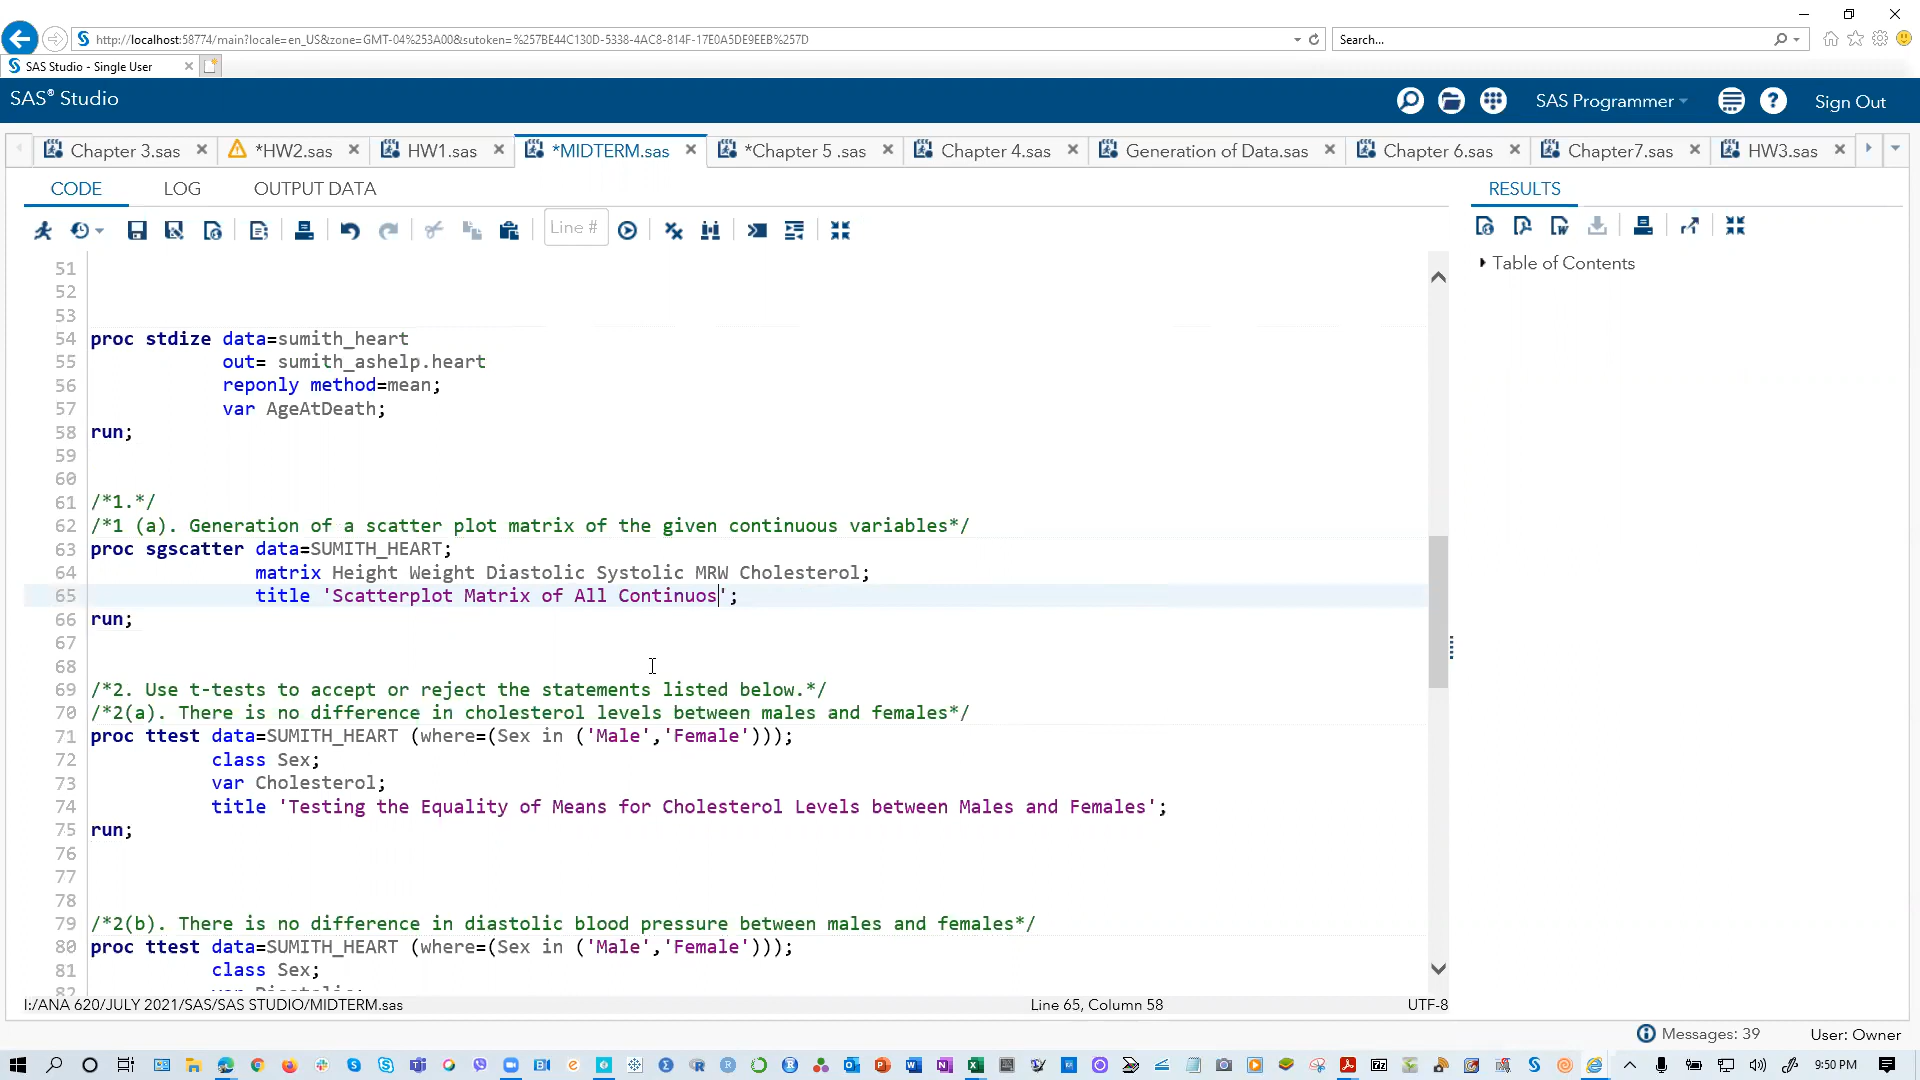 http://localhost:58774/main?locale=en_US&zone=GMT-04%253A00&sutoken=%257BE44C130D-5338-4AC8-814F-17E0A5DE9EEB%257D
Search...
SAS Studio - Single User
SAS® Studio
SAS Programmer
Sign Out
Chapter 3.sas
*HW2.sas
HW1.sas
*MIDTERM.sas
*Chapter 5 .sas
Chapter 4.sas
Generation of Data.sas
Chapter 6.sas
Chapter7.sas
HW3.sas
CODE
LOG
OUTPUT DATA
RESULTS
Line #
Table of Contents
51
52
53
54 proc stdize data=sumith_heart
55 out= sumith_ashelp.heart
56 reponly method=mean;
57 var AgeAtDeath;
58 run;
59
60
61 /*1.*/
62 /*1 (a). Generation of a scatter plot matrix of the given continuous variables*/
63 proc sgscatter data=SUMITH_HEART;
64 matrix Height Weight Diastolic Systolic MRW Cholesterol;
65 title 'Scatterplot Matrix of All Continuos';
66 run;
67
68
69 /*2. Use t-tests to accept or reject the statements listed below.*/
70 /*2(a). There is no difference in cholesterol levels between males and females*/
71 proc ttest data=SUMITH_HEART (where=(Sex in ('Male','Female')));
72 class Sex;
73 var Cholesterol;
74 title 'Testing the Equality of Means for Cholesterol Levels between Males and Females';
75 run;
76
77
78
79 /*2(b). There is no difference in diastolic blood pressure between males and females*/
80 proc ttest data=SUMITH_HEART (where=(Sex in ('Male','Female')));
81 class Sex;
82 var Diastolic;
I:/ANA 620/JULY 2021/SAS/SAS STUDIO/MIDTERM.sas
Line 65, Column 58
UTF-8
Messages: 39
User: Owner
9:50 PM